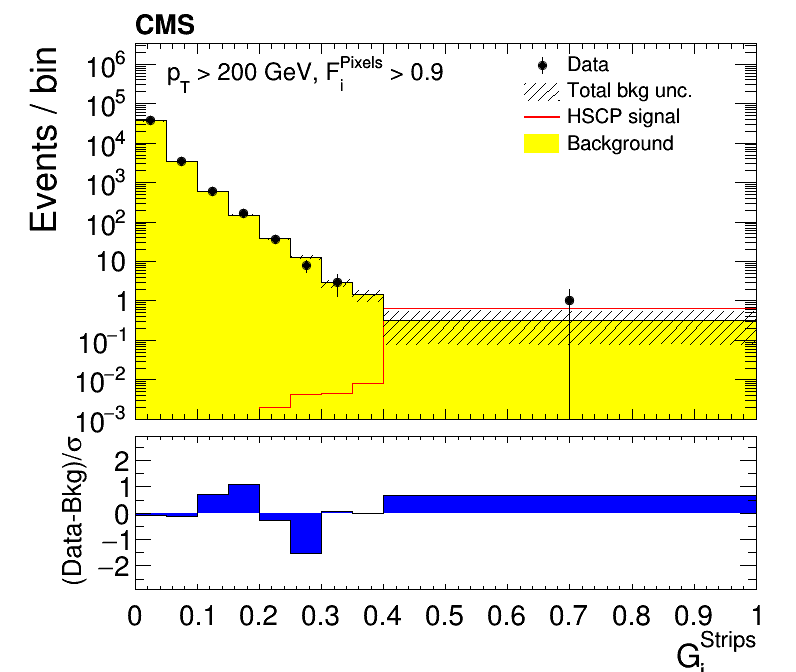 CMS
p_T > 200 GeV, F_i^Pixels > 0.9
Data
Total bkg unc.
HSCP signal
Background
Events / bin
10^6
10^5
10^4
10^3
10^2
10
1
10^−1
10^−2
10^−3
(Data-Bkg)/σ
2
1
0
−1
−2
0 0.1 0.2 0.3 0.4 0.5 0.6 0.7 0.8 0.9 1
G_i^Strips